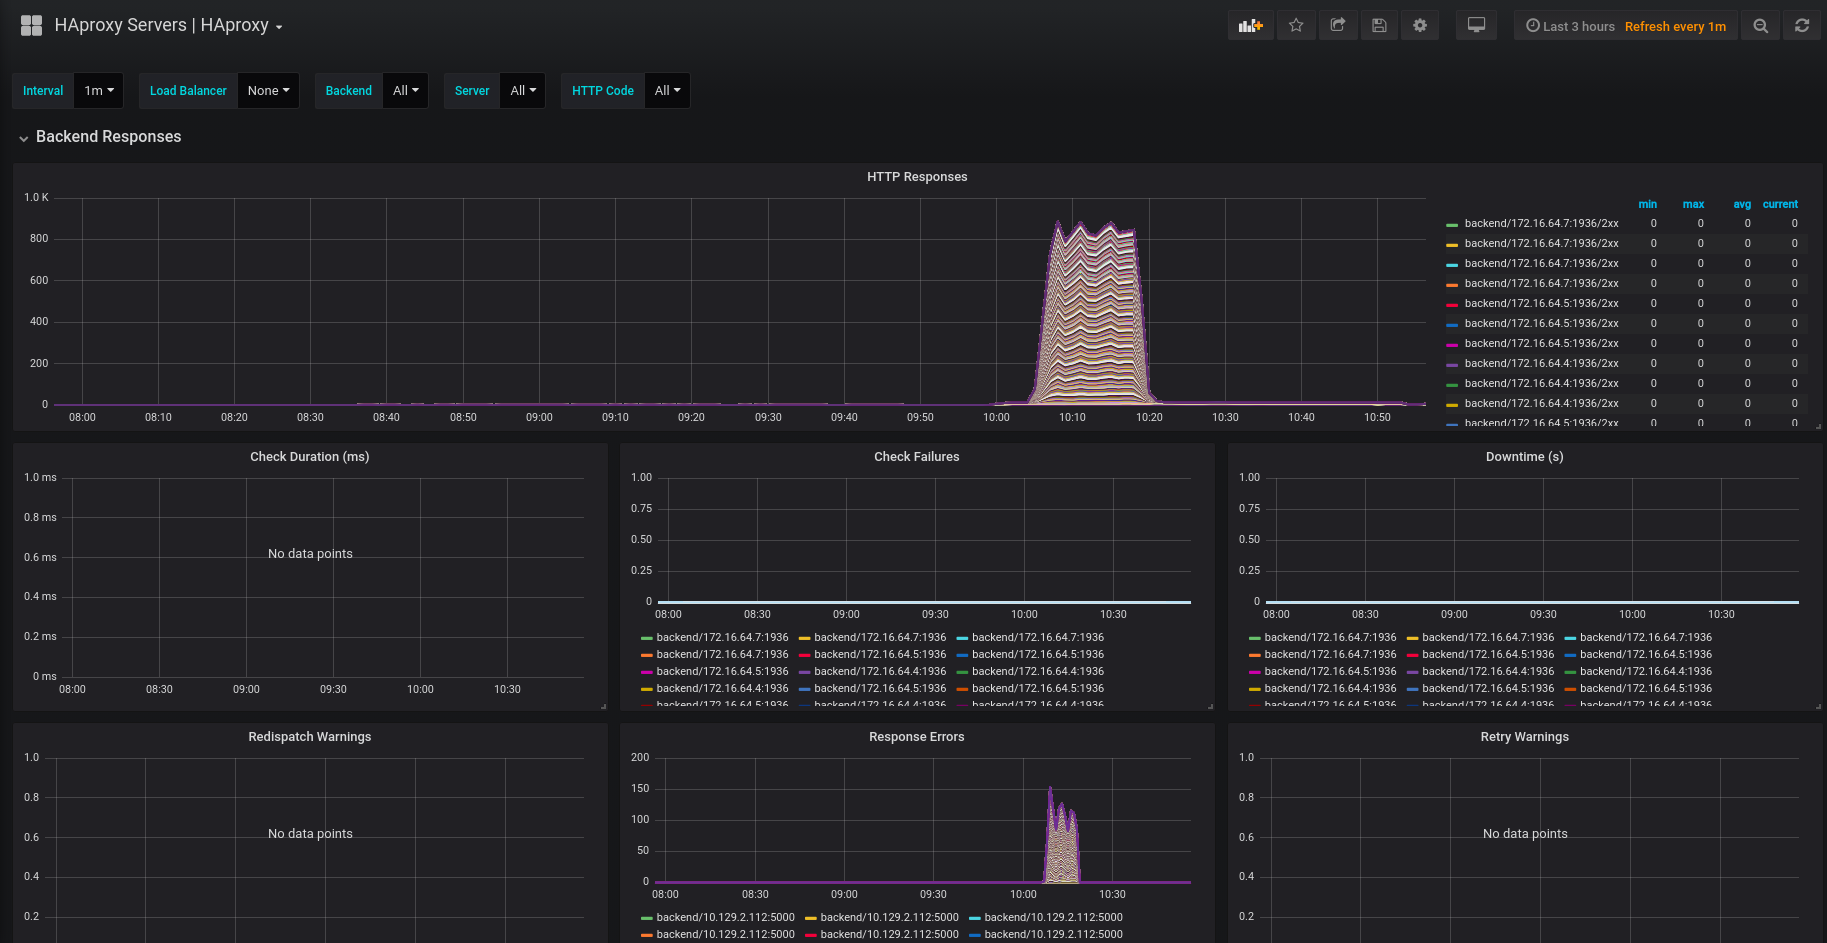 HAproxy Servers | HAproxy
Last 3 hours Refresh every 1m
Interval 1m Load Balancer None Backend All Server All HTTP Code All
Backend Responses
HTTP Responses
1.0 K
800
600
400
200
0
08:00 08:10 08:20 08:30 08:40 08:50 09:00 09:10 09:20 09:30 09:40 09:50 10:00 10:10 10:20 10:30 10:40 10:50
min max avg current
backend/172.16.64.7:1936/2xx 0 0 0 0
backend/172.16.64.7:1936/2xx 0 0 0 0
backend/172.16.64.7:1936/2xx 0 0 0 0
backend/172.16.64.7:1936/2xx 0 0 0 0
backend/172.16.64.5:1936/2xx 0 0 0 0
backend/172.16.64.5:1936/2xx 0 0 0 0
backend/172.16.64.5:1936/2xx 0 0 0 0
backend/172.16.64.4:1936/2xx 0 0 0 0
backend/172.16.64.4:1936/2xx 0 0 0 0
backend/172.16.64.4:1936/2xx 0 0 0 0
backend/172.16.64.5:1936/2xx 0 0 0 0
Check Duration (ms)
1.0 ms
0.8 ms
0.6 ms
0.4 ms
0.2 ms
0 ms
No data points
08:00 08:30 09:00 09:30 10:00 10:30
Check Failures
1.00
0.75
0.50
0.25
0
08:00 08:30 09:00 09:30 10:00 10:30
backend/172.16.64.7:1936 backend/172.16.64.7:1936 backend/172.16.64.7:1936
backend/172.16.64.7:1936 backend/172.16.64.5:1936 backend/172.16.64.5:1936
backend/172.16.64.5:1936 backend/172.16.64.4:1936 backend/172.16.64.4:1936
backend/172.16.64.4:1936 backend/172.16.64.5:1936 backend/172.16.64.5:1936
backend/172.16.64.5:1936 backend/172.16.64.4:1936 backend/172.16.64.4:1936
Downtime (s)
1.00
0.75
0.50
0.25
0
08:00 08:30 09:00 09:30 10:00 10:30
backend/172.16.64.7:1936 backend/172.16.64.7:1936 backend/172.16.64.7:1936
backend/172.16.64.7:1936 backend/172.16.64.5:1936 backend/172.16.64.5:1936
backend/172.16.64.5:1936 backend/172.16.64.4:1936 backend/172.16.64.4:1936
backend/172.16.64.4:1936 backend/172.16.64.5:1936 backend/172.16.64.5:1936
backend/172.16.64.5:1936 backend/172.16.64.4:1936 backend/172.16.64.4:1936
Redispatch Warnings
1.0
0.8
0.6
0.4
0.2
No data points
Response Errors
200
150
100
50
0
08:00 08:30 09:00 09:30 10:00 10:30
backend/10.129.2.112:5000 backend/10.129.2.112:5000 backend/10.129.2.112:5000
backend/10.129.2.112:5000 backend/10.129.2.112:5000 backend/10.129.2.112:5000
Retry Warnings
1.0
0.8
0.6
0.4
0.2
No data points